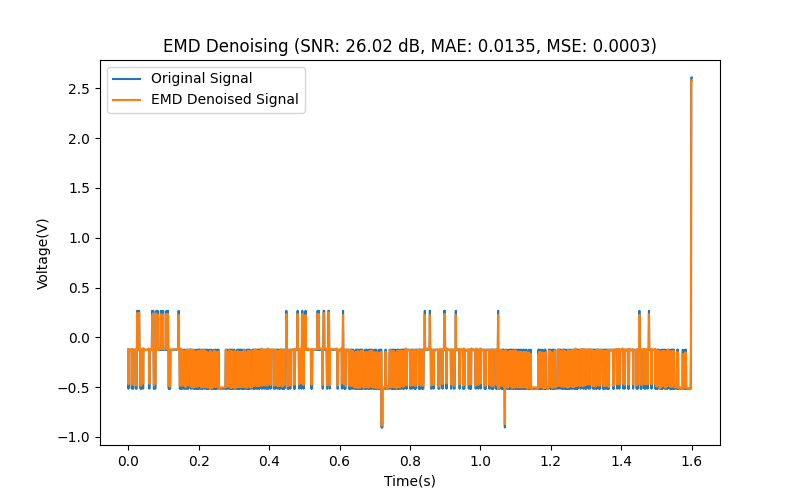 EMD Denoising (SNR: 26.02 dB, MAE: 0.0135, MSE: 0.0003)
Original Signal
EMD Denoised Signal
Voltage(V)
2.5
2.0
1.5
1.0
0.5
0.0
−0.5
−1.0
0.0 0.2 0.4 0.6 0.8 1.0 1.2 1.4 1.6
Time(s)